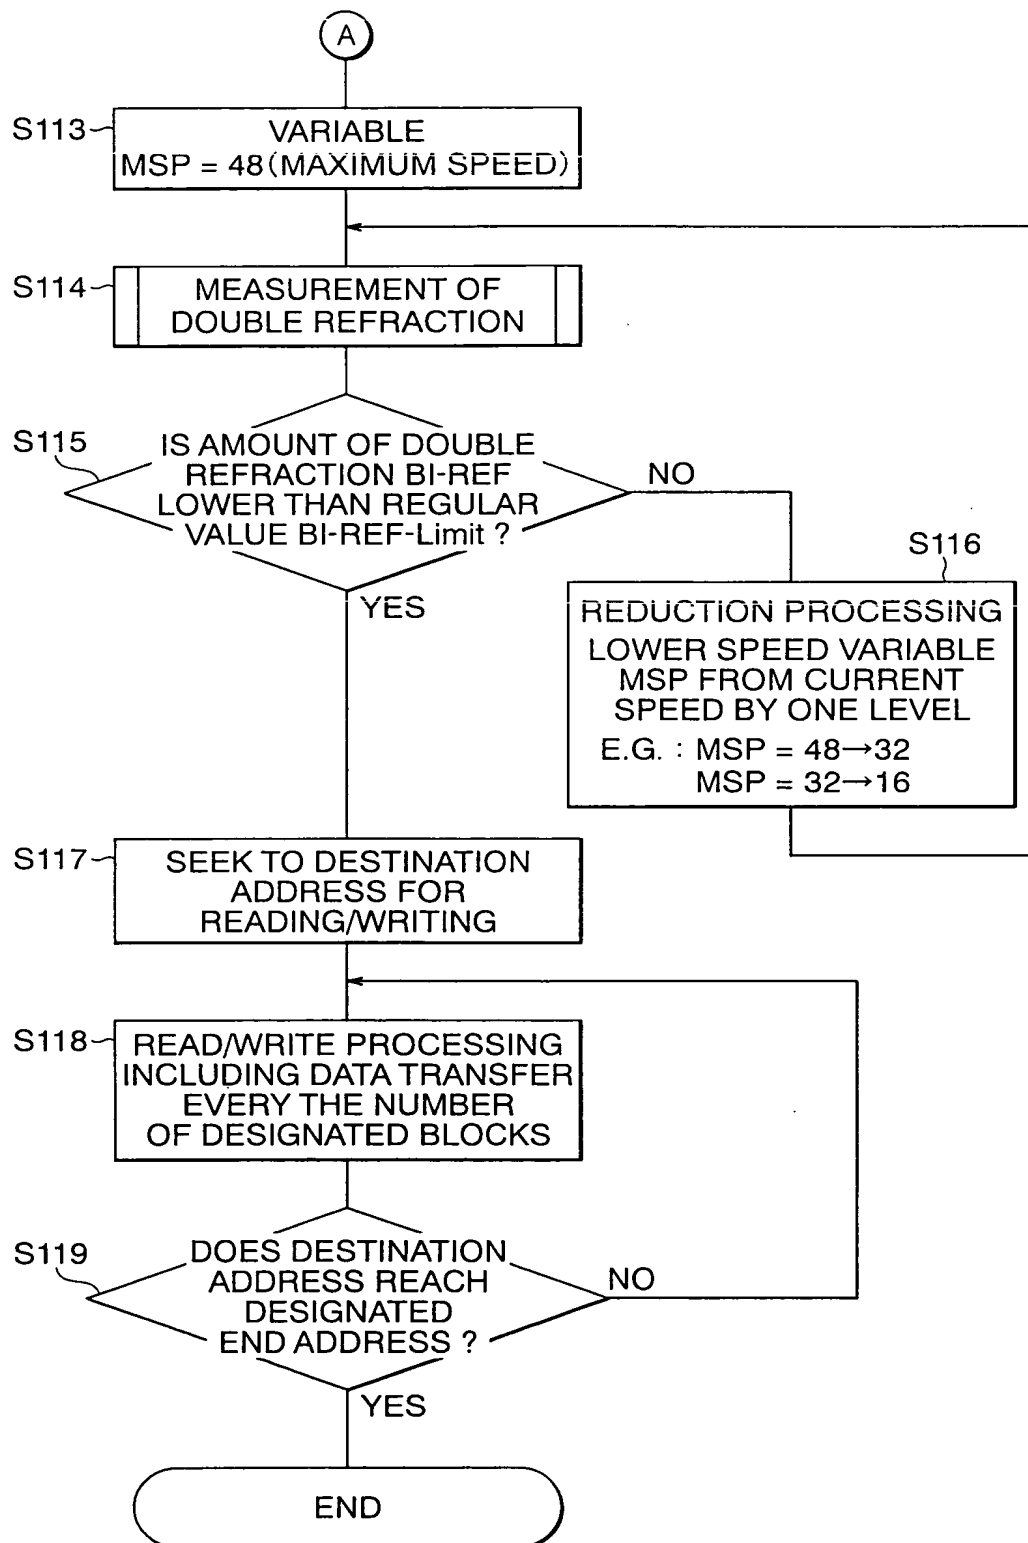 A
S113
VARIABLE
MSP = 48(MAXIMUM SPEED)
S114
MEASUREMENT OF
DOUBLE REFRACTION
S115
IS AMOUNT OF DOUBLE
REFRACTION BI-REF
LOWER THAN REGULAR
VALUE BI-REF-Limit ?
NO
YES
S116
REDUCTION PROCESSING
LOWER SPEED VARIABLE
MSP FROM CURRENT
SPEED BY ONE LEVEL
E.G. : MSP = 48→32
MSP = 32→16
S117
SEEK TO DESTINATION
ADDRESS FOR
READING/WRITING
S118
READ/WRITE PROCESSING
INCLUDING DATA TRANSFER
EVERY THE NUMBER
OF DESIGNATED BLOCKS
S119
DOES DESTINATION
ADDRESS REACH
DESIGNATED
END ADDRESS ?
NO
YES
END